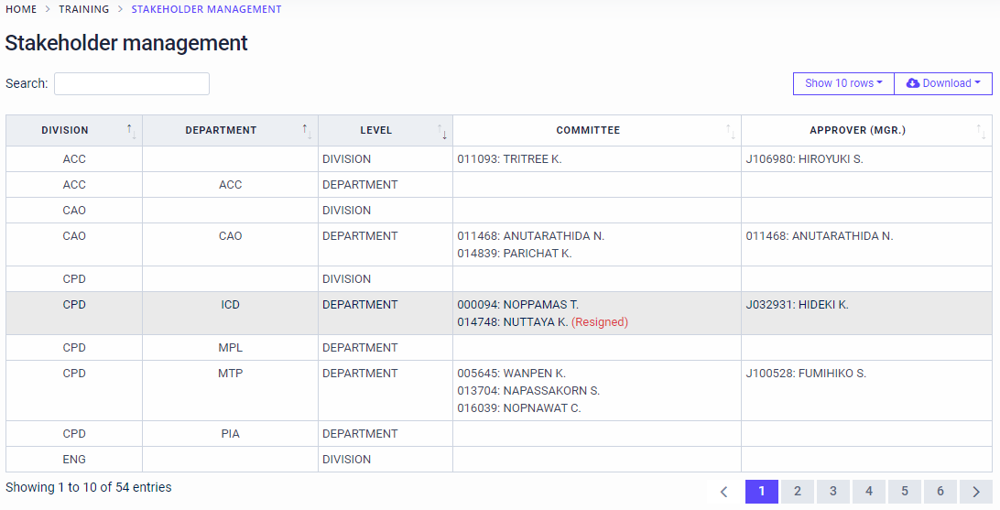 HOME > TRAINING > STAKEHOLDER MANAGEMENT
Stakeholder management
Search:
Show 10 rows Download
DIVISION DEPARTMENT LEVEL COMMITTEE APPROVER (MGR.)
ACC DIVISION 011093: TRITREE K. J106980: HIROYUKI S.
ACC ACC DEPARTMENT
CAO DIVISION
CAO CAO DEPARTMENT 011468: ANUTARATHIDA N. 011468: ANUTARATHIDA N.
014839: PARICHAT K.
CPD DIVISION
CPD ICD DEPARTMENT 000094: NOPPAMAS T. J032931: HIDEKI K.
014748: NUTTAYA K. (Resigned)
CPD MPL DEPARTMENT
CPD MTP DEPARTMENT 005645: WANPEN K. J100528: FUMIHIKO S.
013704: NAPASSAKORN S.
016039: NOPNAWAT C.
CPD PIA DEPARTMENT
ENG DIVISION
Showing 1 to 10 of 54 entries
1 2 3 4 5 6